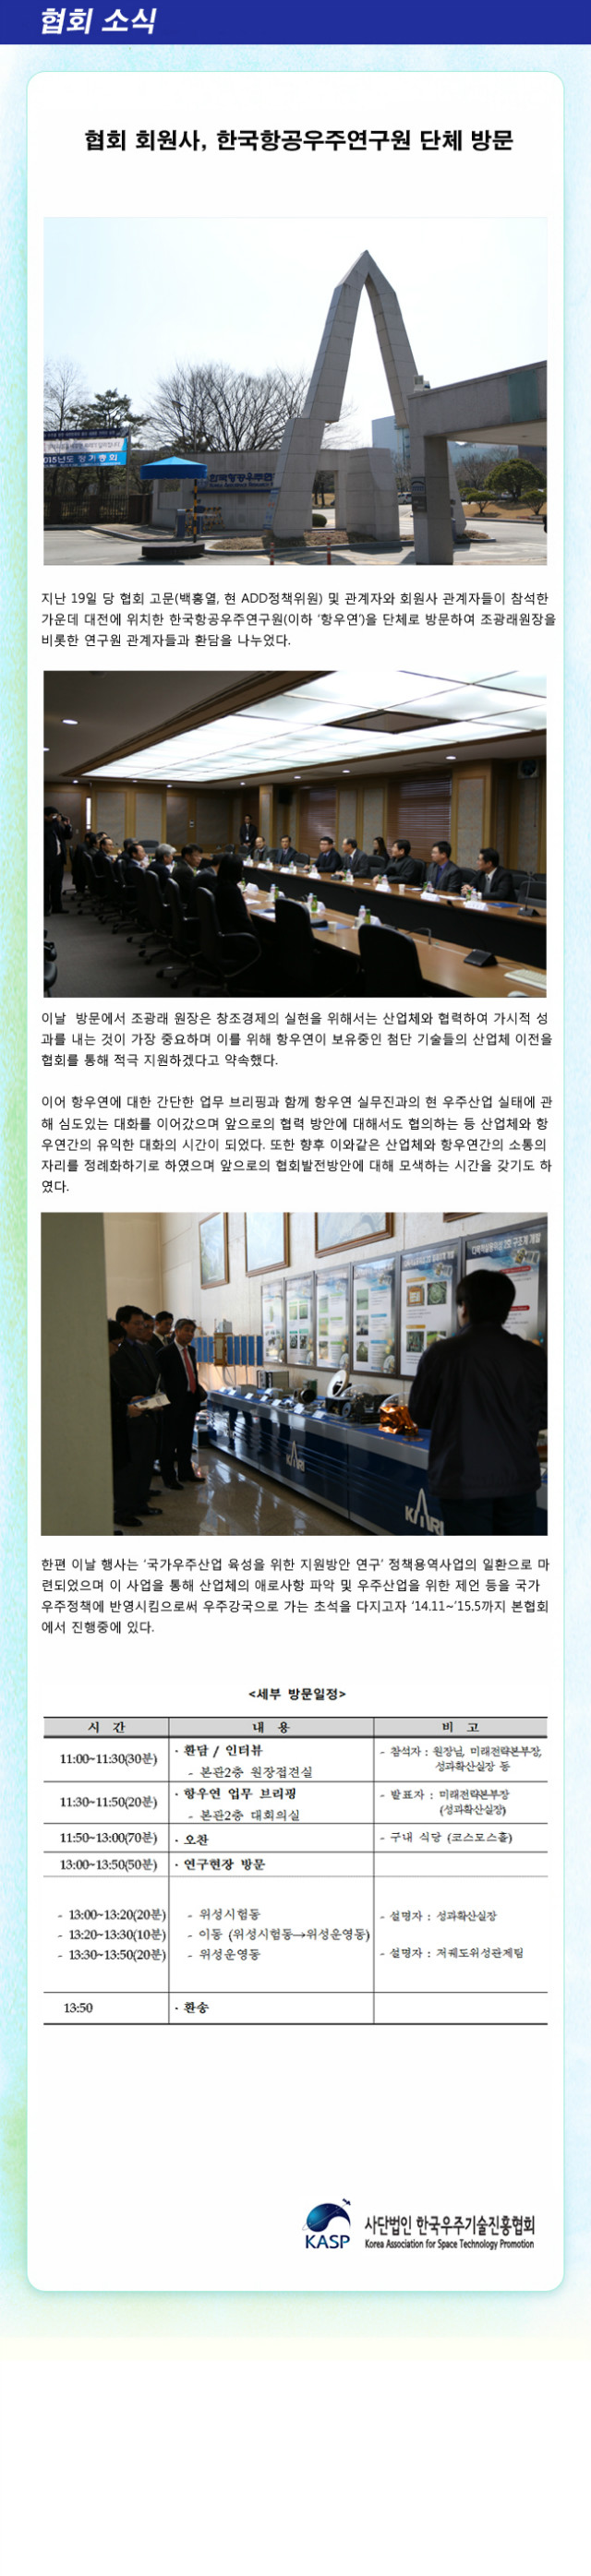 협회 소식
협회 회원사, 한국항공우주연구원 단체 방문
015년도 정기총회
한국항공우주연
지난 19일 당 협회 고문(백홍열, 현 ADD정책위원) 및 관계자와 회원사 관계자들이 참석한
가운데 대전에 위치한 한국항공우주연구원(이하 '항우연')을 단체로 방문하여 조광래원장을
비롯한 연구원 관계자들과 환담을 나누었다.
이날 방문에서 조광래 원장은 창조경제의 실현을 위해서는 산업체와 협력하여 가시적 성
과를 내는 것이 가장 중요하며 이를 위해 항우연이 보유중인 첨단 기술들의 산업체 이전을
협회를 통해 적극 지원하겠다고 약속했다.
이어 항우연에 대한 간단한 업무 브리핑과 함께 항우연 실무진과의 현 우주산업 실태에 관
해 심도있는 대화를 이어갔으며 앞으로의 협력 방안에 대해서도 협의하는 등 산업체와 항
우연간의 유익한 대화의 시간이 되었다. 또한 향후 이와같은 산업체와 항우연간의 소통의
자리를 정례화하기로 하였으며 앞으로의 협회발전방안에 대해 모색하는 시간을 갖기도 하
였다.
다목적실용위성 2호 구조계 개발
KARI
KARI
한편 이날 행사는 '국가우주산업 육성을 위한 지원방안 연구' 정책용역사업의 일환으로 마
련되었으며 이 사업을 통해 산업체의 애로사항 파악 및 우주산업을 위한 제언 등을 국가
우주정책에 반영시킴으로써 우주강국으로 가는 초석을 다지고자 '14.11~'15.5까지 본협회
에서 진행중에 있다.
<세부 방문일정>
시 간 내 용 비 고
11:00~11:30(30분) · 환담 / 인터뷰 - 참석자 : 원장님, 미래전략본부장,
- 본관2층 원장접견실 성과확산실장 등
11:30~11:50(20분) · 항우연 업무 브리핑 - 발표자 : 미래전략본부장
- 본관2층 대회의실 (성과확산실장)
11:50~13:00(70분) · 오찬 - 구내 식당 (코스모스홀)
13:00~13:50(50분) · 연구현장 방문
- 13:00~13:20(20분) - 위성시험동 - 설명자 : 성과확산실장
- 13:20~13:30(10분) - 이동 (위성시험동→위성운영동)
- 13:30~13:50(20분) - 위성운영동 - 설명자 : 저궤도위성관제팀
13:50 · 환송
KASP
사단법인 한국우주기술진흥협회
Korea Association for Space Technology Promotion